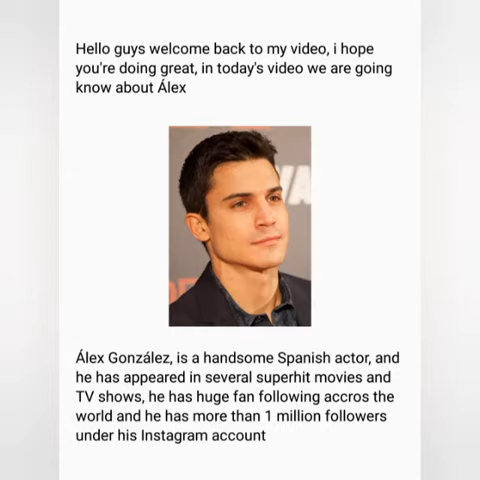 Hello guys welcome back to my video, i hope
you're doing great, in today's video we are going
know about Álex
Álex González, is a handsome Spanish actor, and
he has appeared in several superhit movies and
TV shows, he has huge fan following accros the
world and he has more than 1 million followers
under his Instagram account